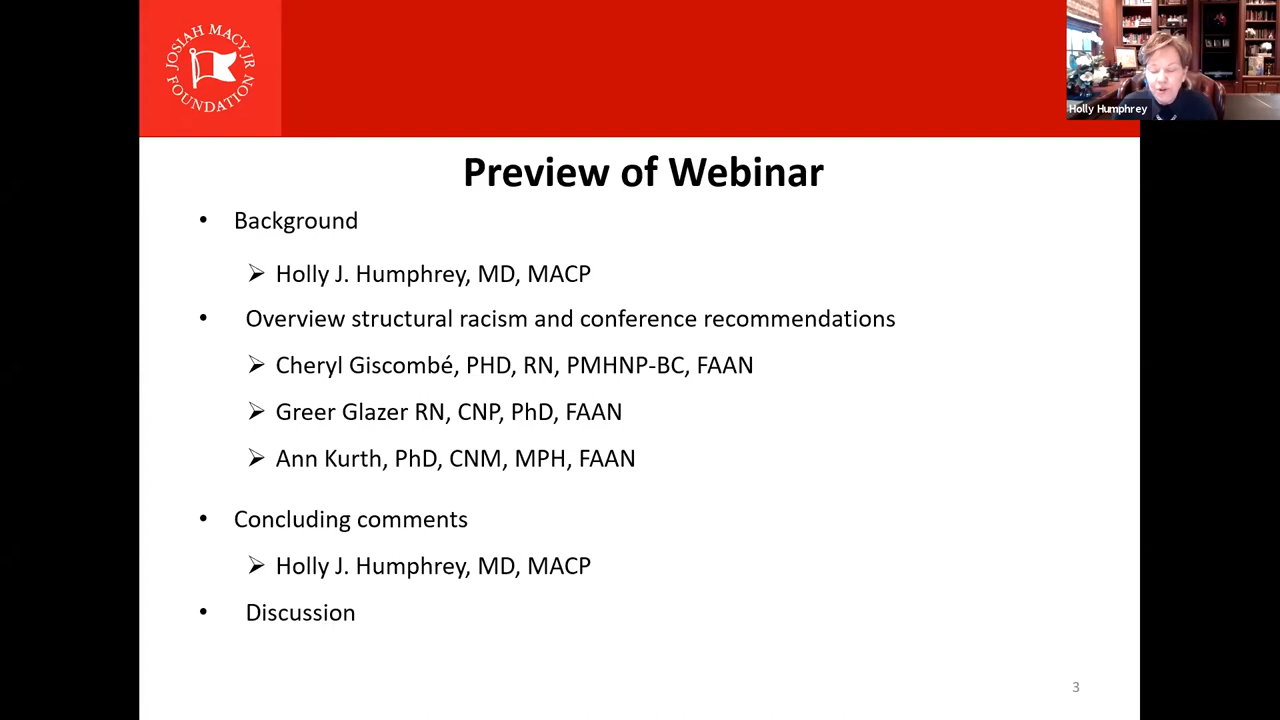 JOSIAH MACY JR
FOUNDATION
Holly Humphrey
Preview of Webinar
• Background
➢ Holly J. Humphrey, MD, MACP
• Overview structural racism and conference recommendations
➢ Cheryl Giscombé, PHD, RN, PMHNP-BC, FAAN
➢ Greer Glazer RN, CNP, PhD, FAAN
➢ Ann Kurth, PhD, CNM, MPH, FAAN
• Concluding comments
➢ Holly J. Humphrey, MD, MACP
• Discussion
3